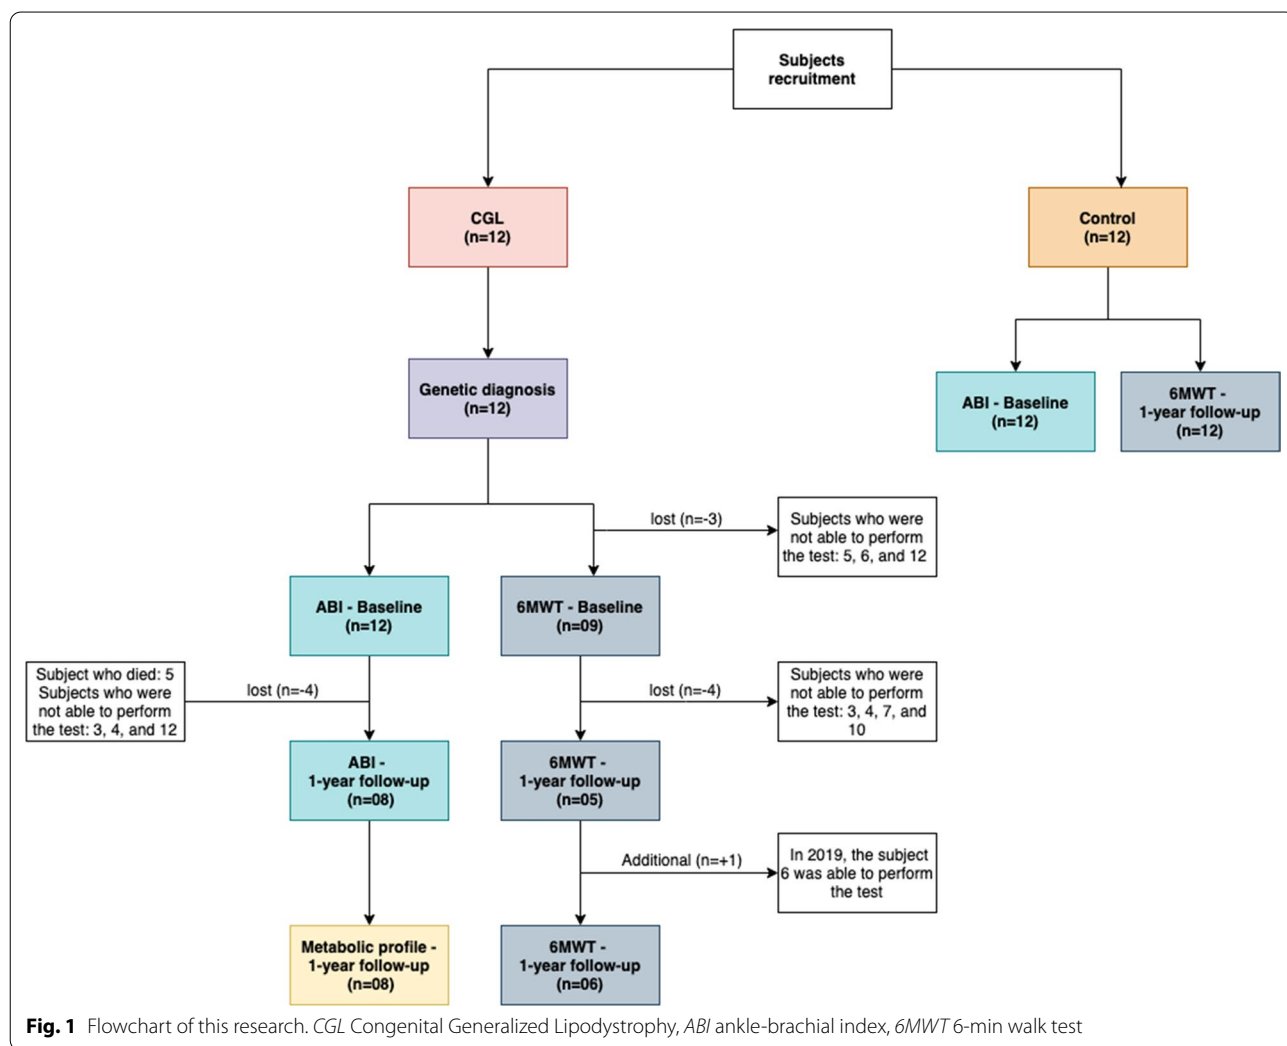 Subjects
recruitment
CGL
(n=12)
Control
(n=12)
Genetic diagnosis
(n=12)
ABI - Baseline
(n=12)
6MWT -
1-year follow-up
(n=12)
lost (n=-3)
Subjects who were
not able to perform
the test: 5, 6, and 12
ABI - Baseline
(n=12)
6MWT - Baseline
(n=09)
Subject who died: 5
Subjects who were
not able to perform
the test: 3, 4, and 12
lost (n=-4)
lost (n=-4)
Subjects who were
not able to perform
the test: 3, 4, 7, and
10
ABI -
1-year follow-up
(n=08)
6MWT -
1-year follow-up
(n=05)
Additional (n=+1)
In 2019, the subject
6 was able to perform
the test
Metabolic profile -
1-year follow-up
(n=08)
6MWT -
1-year follow-up
(n=06)
Fig. 1 Flowchart of this research. CGL Congenital Generalized Lipodystrophy, ABI ankle-brachial index, 6MWT 6-min walk test